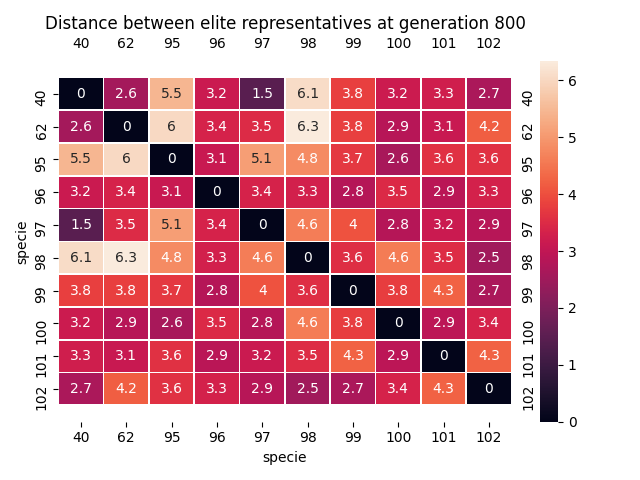 Distance between elite representatives at generation 800
40 62 95 96 97 98 99 100 101 102
40 0 2.6 5.5 3.2 1.5 6.1 3.8 3.2 3.3 2.7 40
62 2.6 0 6 3.4 3.5 6.3 3.8 2.9 3.1 4.2 62
95 5.5 6 0 3.1 5.1 4.8 3.7 2.6 3.6 3.6 95
96 3.2 3.4 3.1 0 3.4 3.3 2.8 3.5 2.9 3.3 96
97 1.5 3.5 5.1 3.4 0 4.6 4 2.8 3.2 2.9 97
98 6.1 6.3 4.8 3.3 4.6 0 3.6 4.6 3.5 2.5 98
99 3.8 3.8 3.7 2.8 4 3.6 0 3.8 4.3 2.7 99
100 3.2 2.9 2.6 3.5 2.8 4.6 3.8 0 2.9 3.4 100
101 3.3 3.1 3.6 2.9 3.2 3.5 4.3 2.9 0 4.3 101
102 2.7 4.2 3.6 3.3 2.9 2.5 2.7 3.4 4.3 0 102
40 62 95 96 97 98 99 100 101 102
specie
specie
6
5
4
3
2
1
0